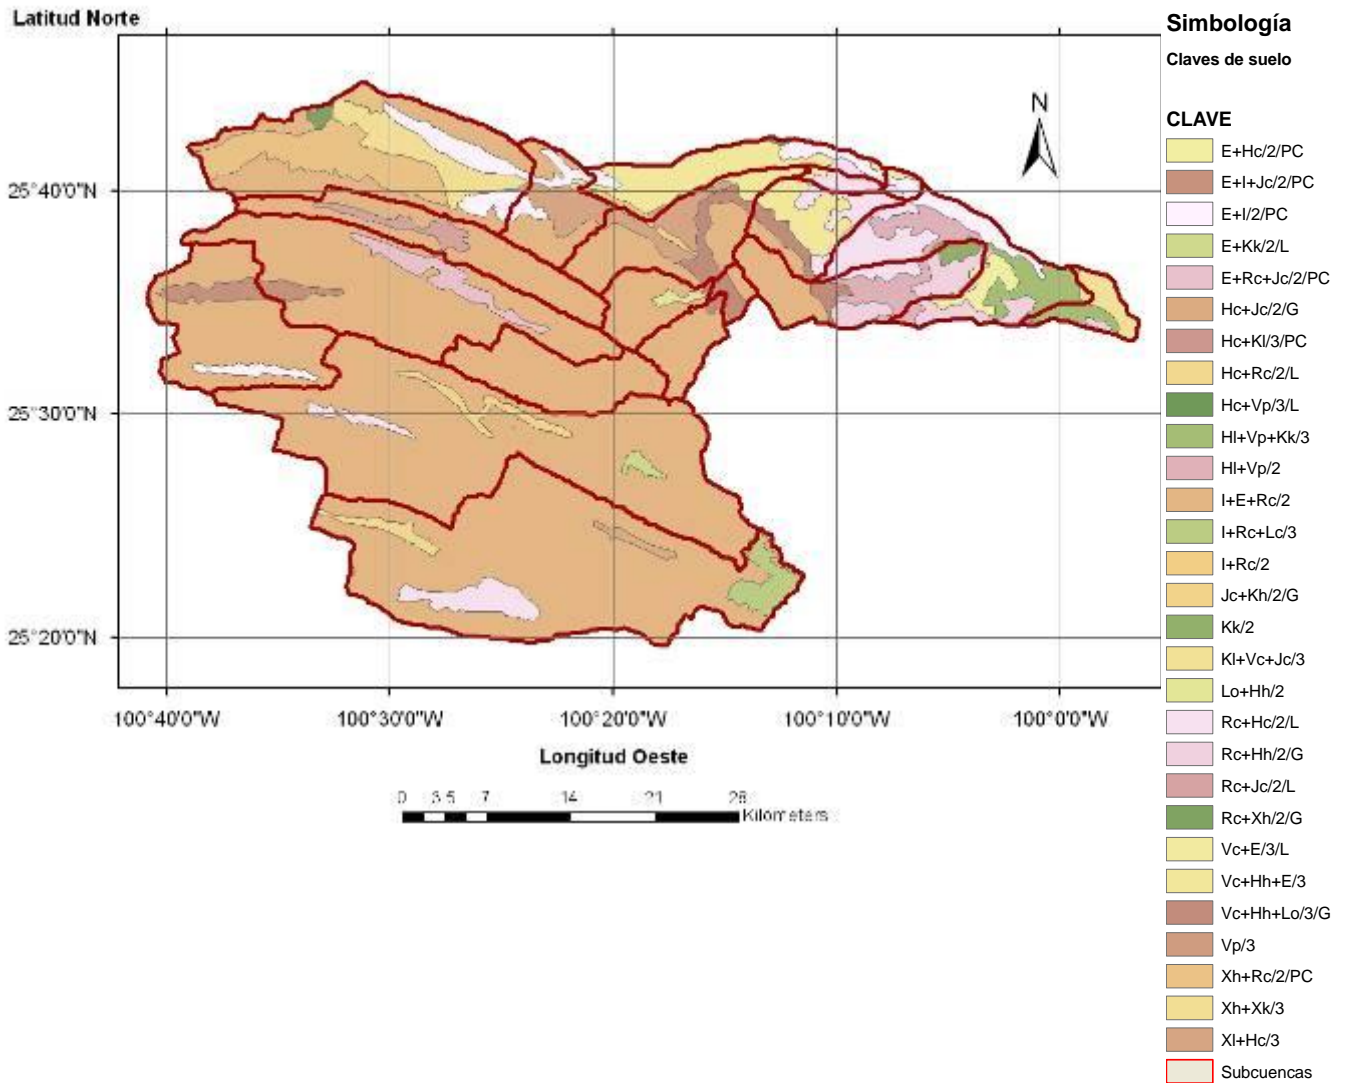 Latitud Norte
Simbología
Claves de suelo
N
CLAVE
E+Hc/2/PC
E+I+Jc/2/PC
E+I/2/PC
E+Kk/2/L
E+Rc+Jc/2/PC
Hc+Jc/2/G
Hc+Kl/3/PC
Hc+Rc/2/L
Hc+Vp/3/L
Hl+Vp+Kk/3
Hl+Vp/2
I+E+Rc/2
I+Rc+Lc/3
I+Rc/2
Jc+Kh/2/G
Kk/2
Kl+Vc+Jc/3
Lo+Hh/2
Rc+Hc/2/L
Rc+Hh/2/G
Rc+Jc/2/L
Rc+Xh/2/G
Vc+E/3/L
Vc+Hh+E/3
Vc+Hh+Lo/3/G
Vp/3
Xh+Rc/2/PC
Xh+Xk/3
Xl+Hc/3
Subcuencas
25°40'0"N
25°30'0"N
25°20'0"N
100°40'0"W 100°30'0"W 100°20'0"W 100°10'0"W 100°0'0"W
Longitud Oeste
0 3.5 7 14 21 28
Kilometers